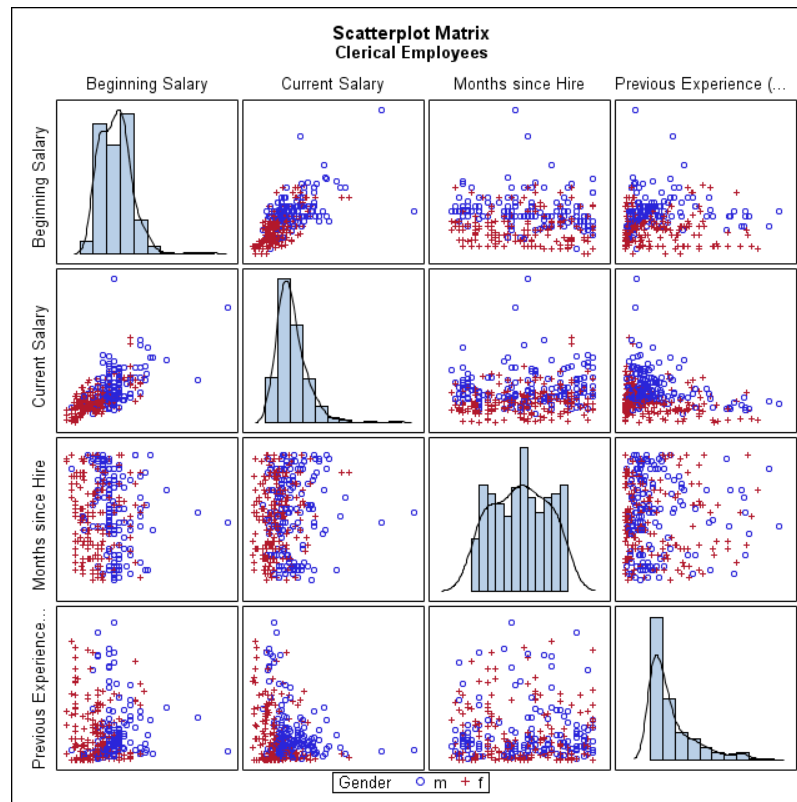 Scatterplot Matrix
Clerical Employees
Beginning Salary Current Salary Months since Hire Previous Experience (...
Beginning Salary
Current Salary
Months since Hire
Previous Experience...
Gender m f